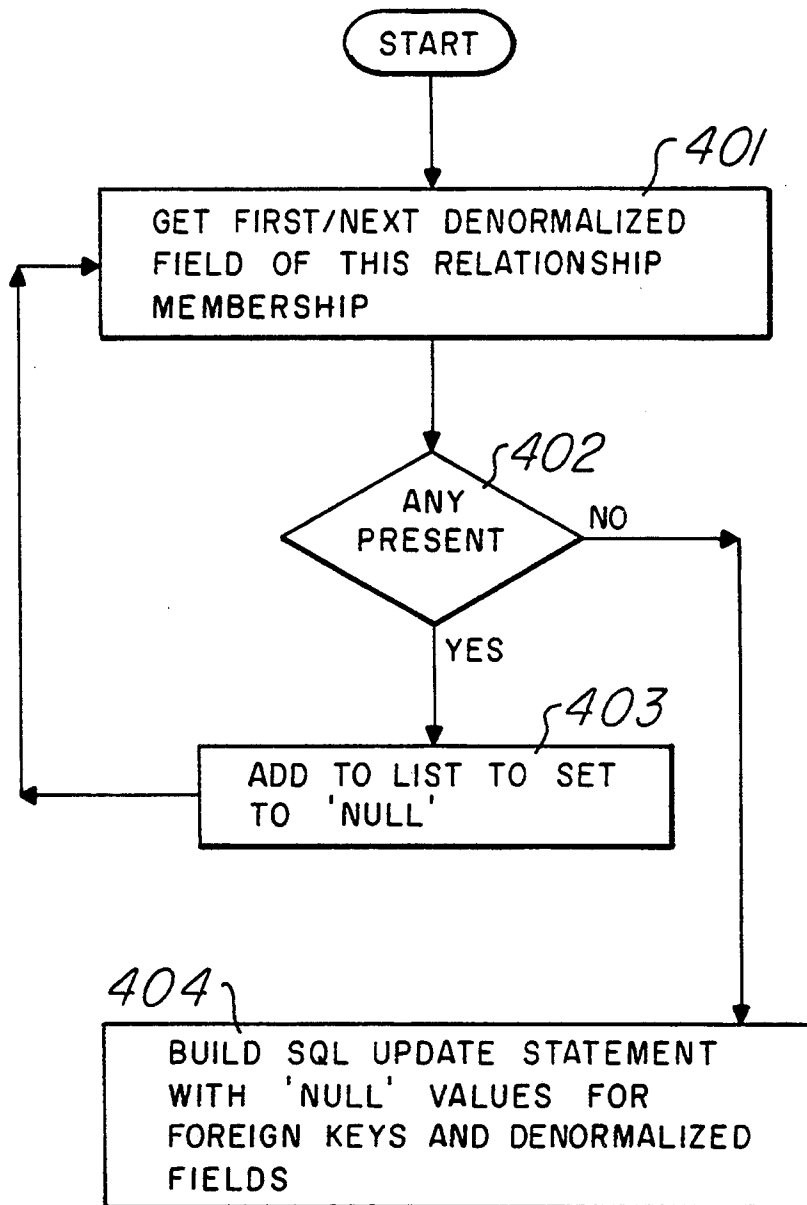 START
401
GET FIRST/NEXT DENORMALIZED
FIELD OF THIS RELATIONSHIP
MEMBERSHIP
402
ANY
PRESENT
NO
YES
403
ADD TO LIST TO SET
TO 'NULL'
404
BUILD SQL UPDATE STATEMENT
WITH 'NULL' VALUES FOR
FOREIGN KEYS AND DENORMALIZED
FIELDS